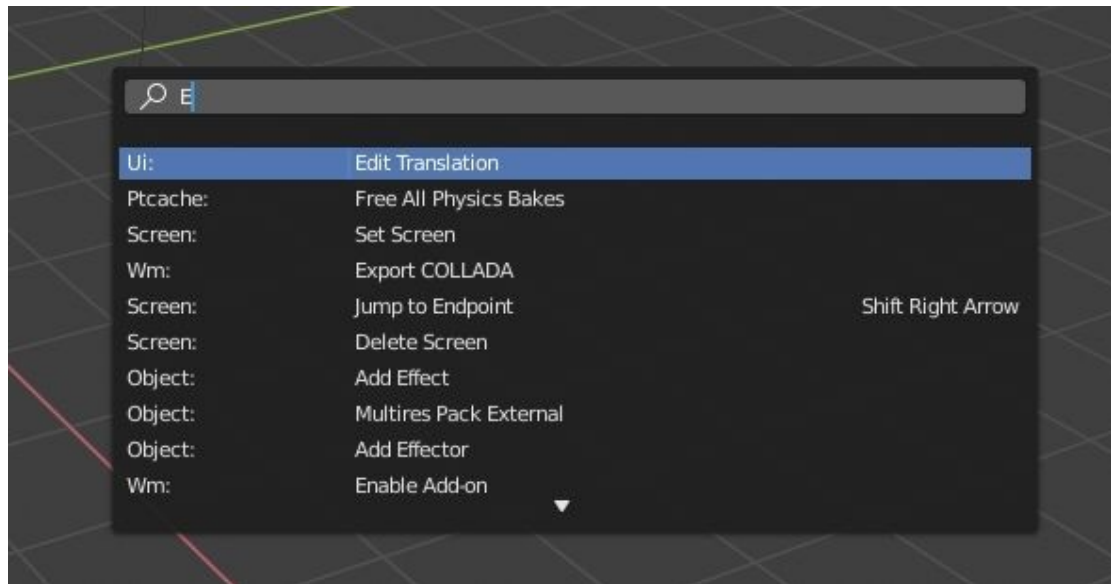 E
Ui: Edit Translation
Ptcache: Free All Physics Bakes
Screen: Set Screen
Wm: Export COLLADA
Screen: Jump to Endpoint Shift Right Arrow
Screen: Delete Screen
Object: Add Effect
Object: Multires Pack External
Object: Add Effector
Wm: Enable Add-on